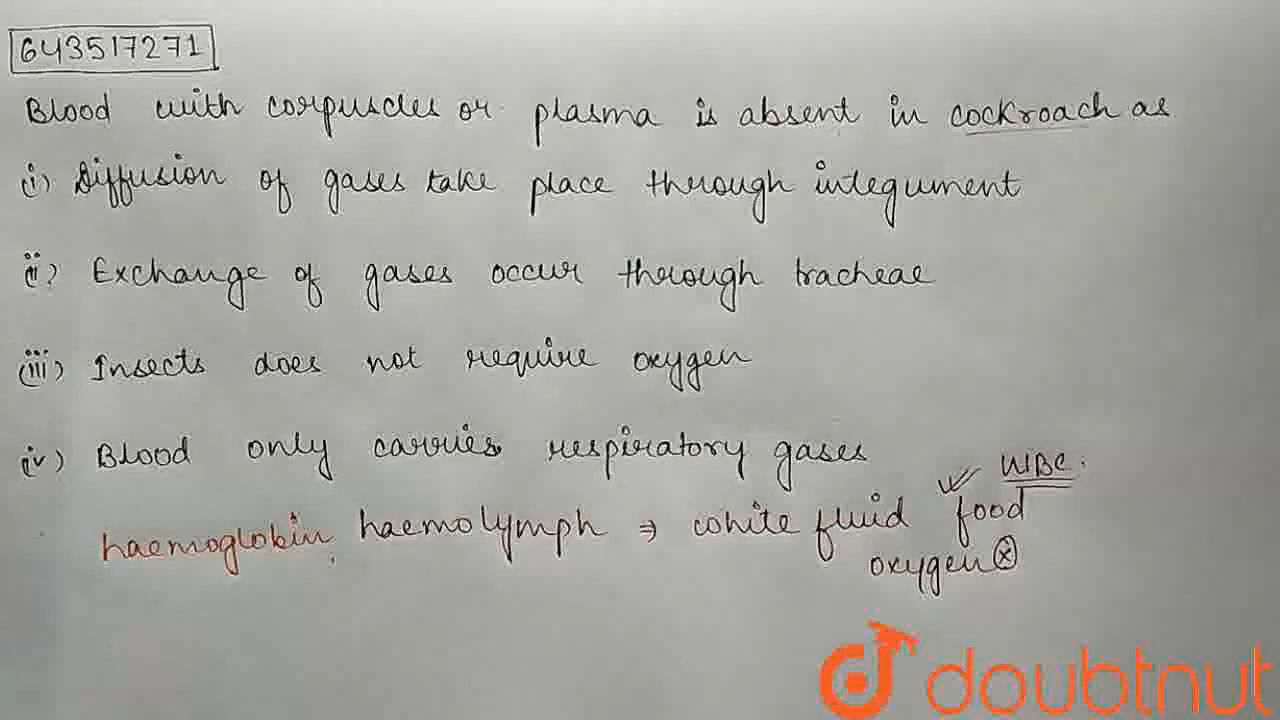 643517271
Blood with corpuscles or plasma is absent in cockroach as
(i) Diffusion of gases take place through integument
(ii) Exchange of gases occur through tracheae
(iii) Insects does not require oxygen
(iv) Blood only carries respiratory gases
WBC.
haemoglobin, haemolymph ⇒ white fluid food
oxygen ⊗
doubtnut